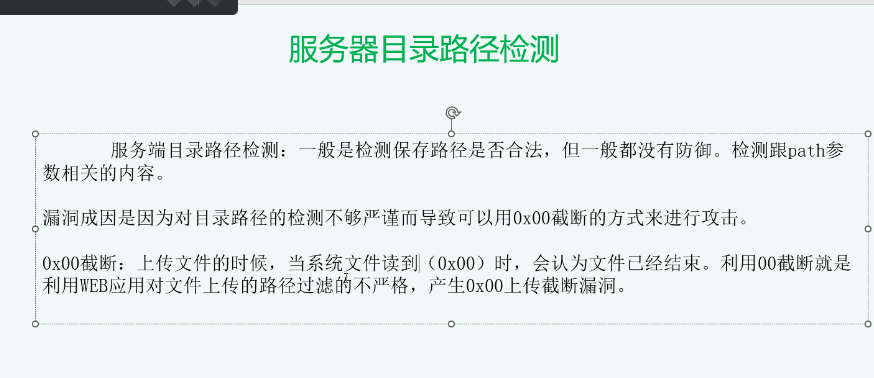 服务器目录路径检测
服务端目录路径检测：一般是检测保存路径是否合法，但一般都没有防御。检测跟path参
数相关的内容。
漏洞成因是因为对目录路径的检测不够严谨而导致可以用0x00截断的方式来进行攻击。
0x00截断：上传文件的时候，当系统文件读到（0x00）时，会认为文件已经结束。利用00截断就是
利用WEB应用对文件上传的路径过滤的不严格，产生0x00上传截断漏洞。